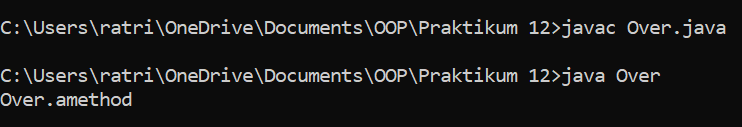 C:\Users\ratri\OneDrive\Documents\OOP\Praktikum 12>javac Over.java
C:\Users\ratri\OneDrive\Documents\OOP\Praktikum 12>java Over
Over.amethod